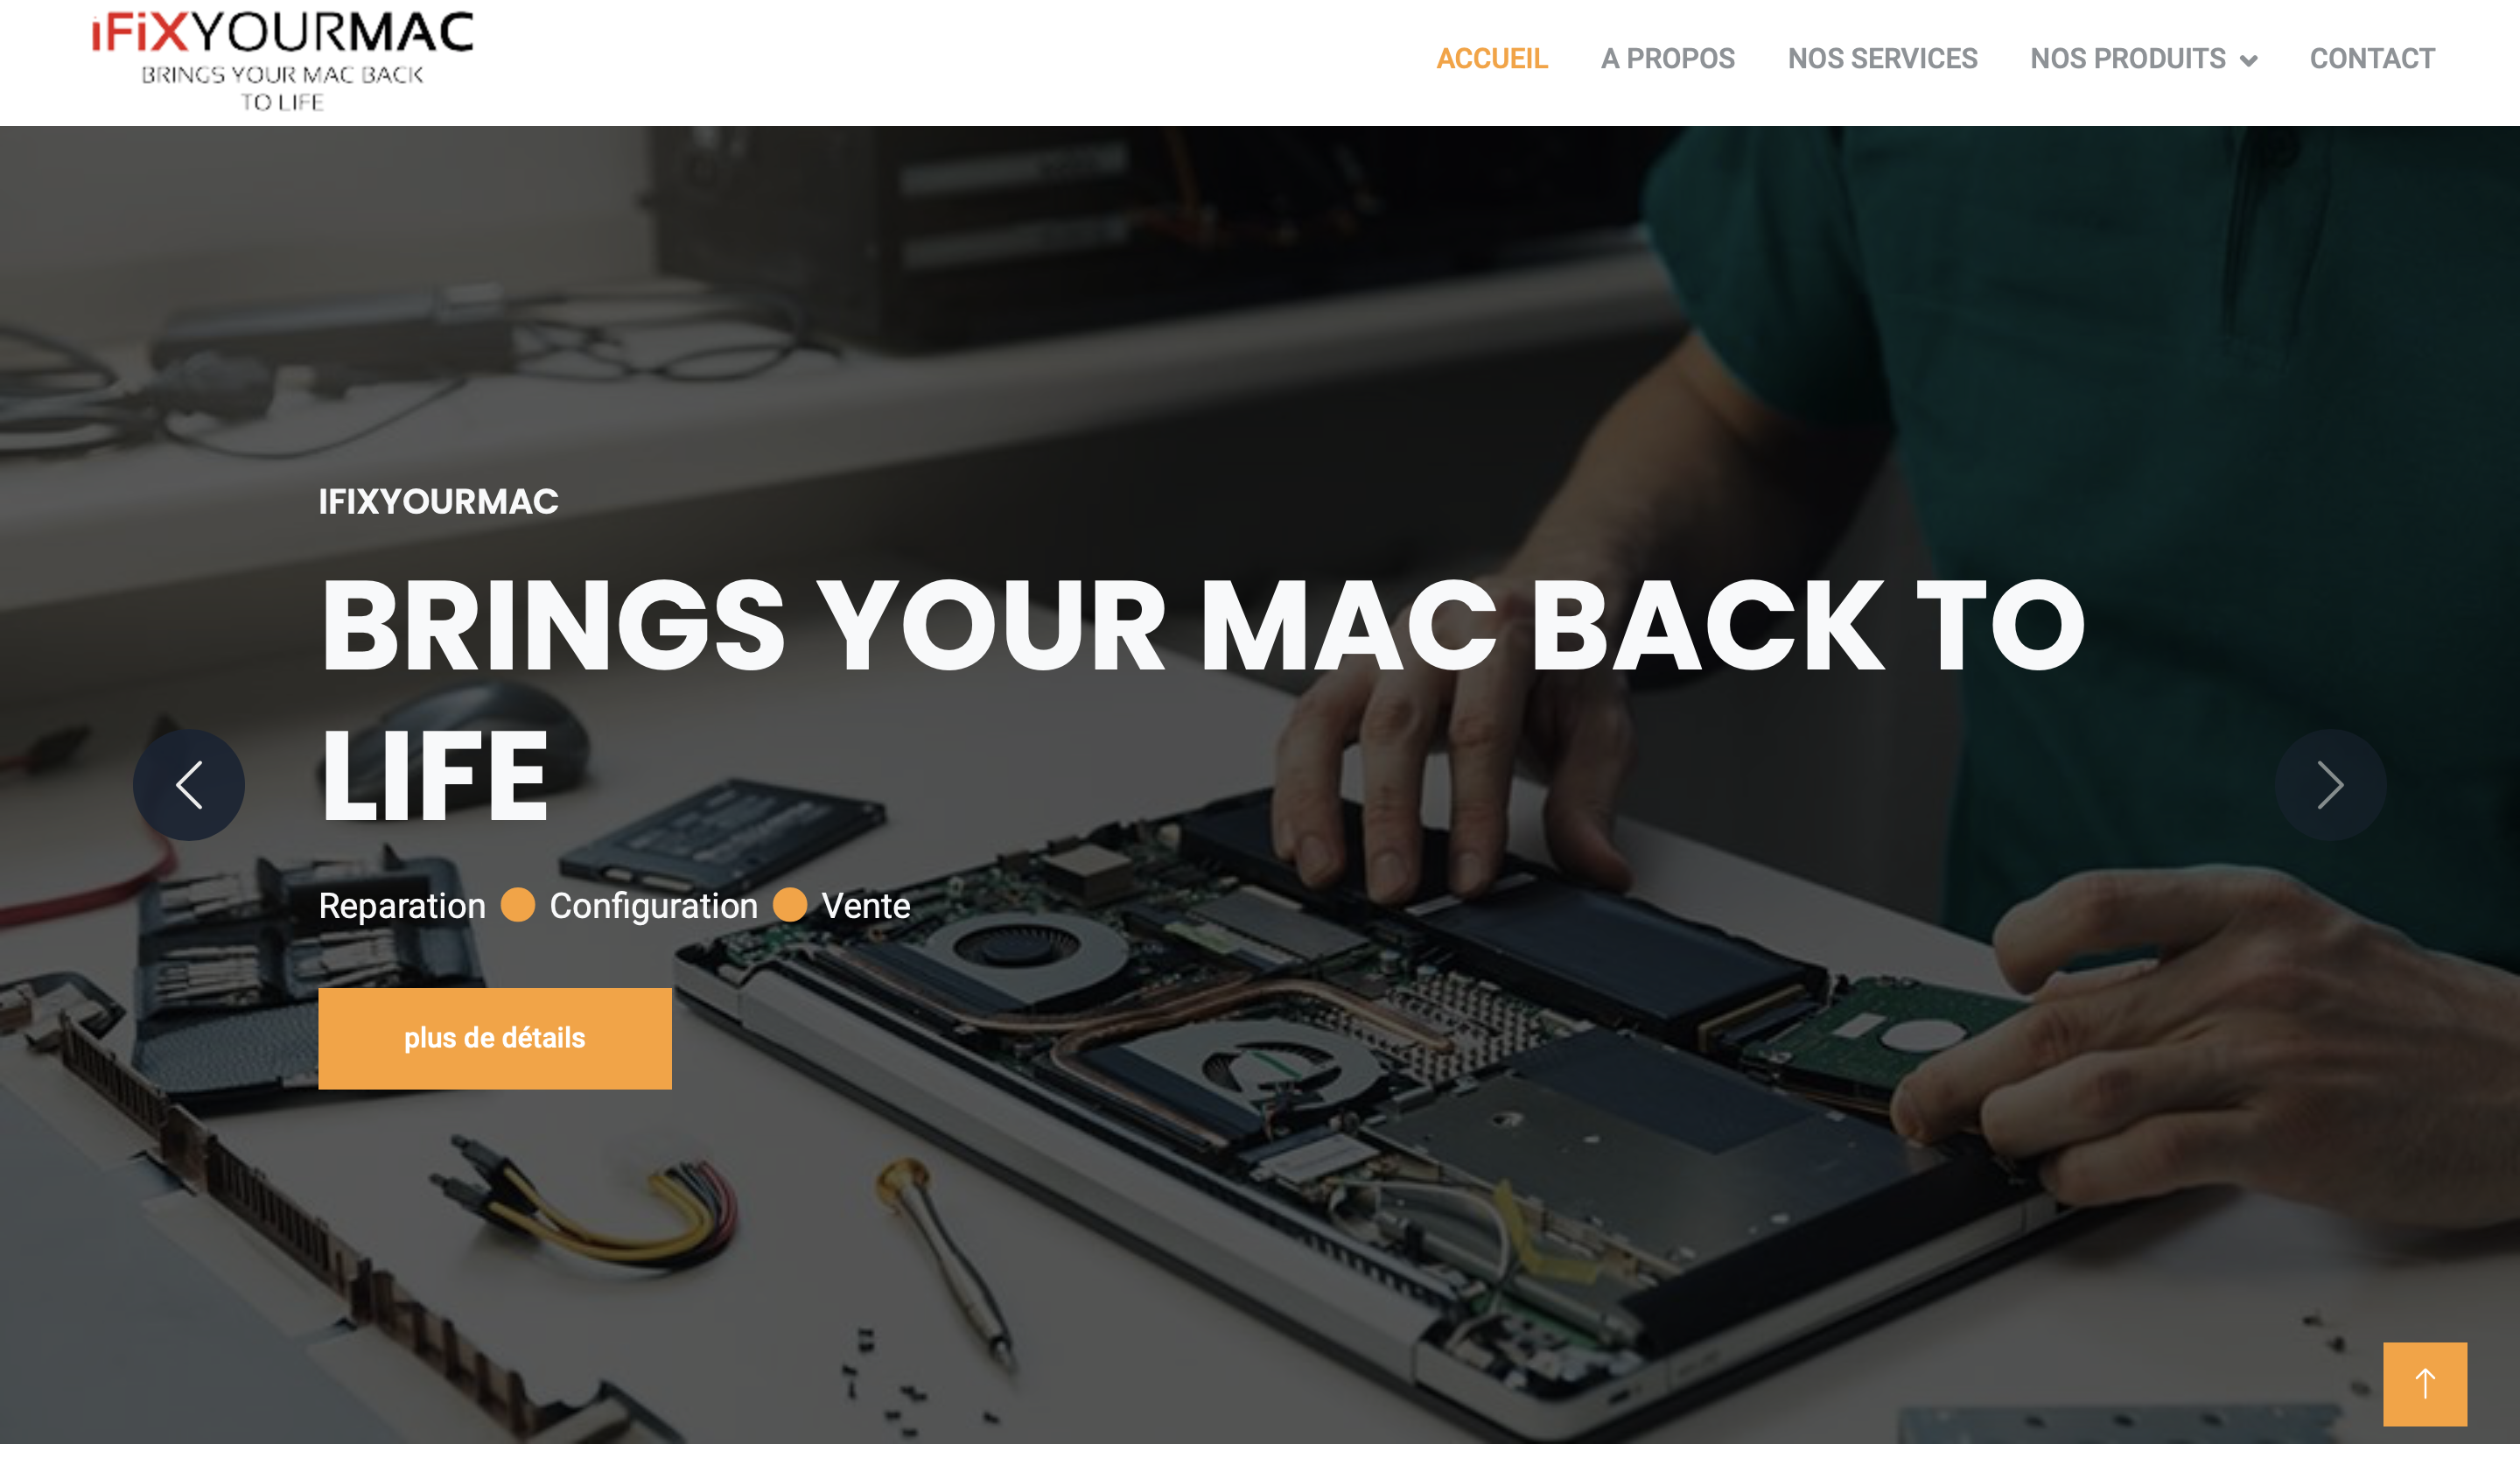 iFiXYOURMAC
BRINGS YOUR MAC BACK
TO LIFE
ACCUEIL
A PROPOS
NOS SERVICES
NOS PRODUITS
CONTACT
IFIXYOURMAC
BRINGS YOUR MAC BACK TO
LIFE
Reparation Configuration Vente
plus de détails